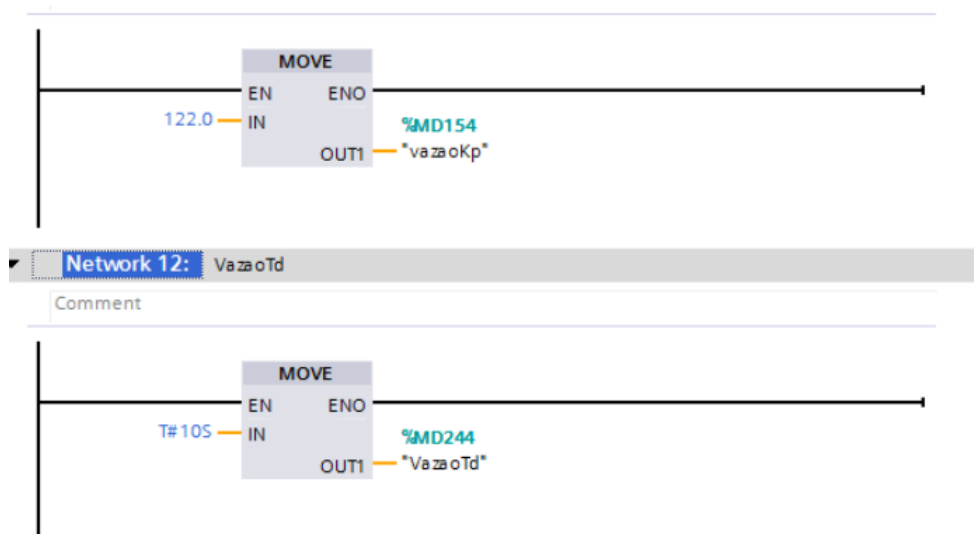 MOVE
EN ENO
122.0 IN
%MD154
OUT1 "vazaoKp"
Network 12: VazaoTd
Comment
MOVE
EN ENO
T#10S IN
%MD244
OUT1 "VazaoTd"